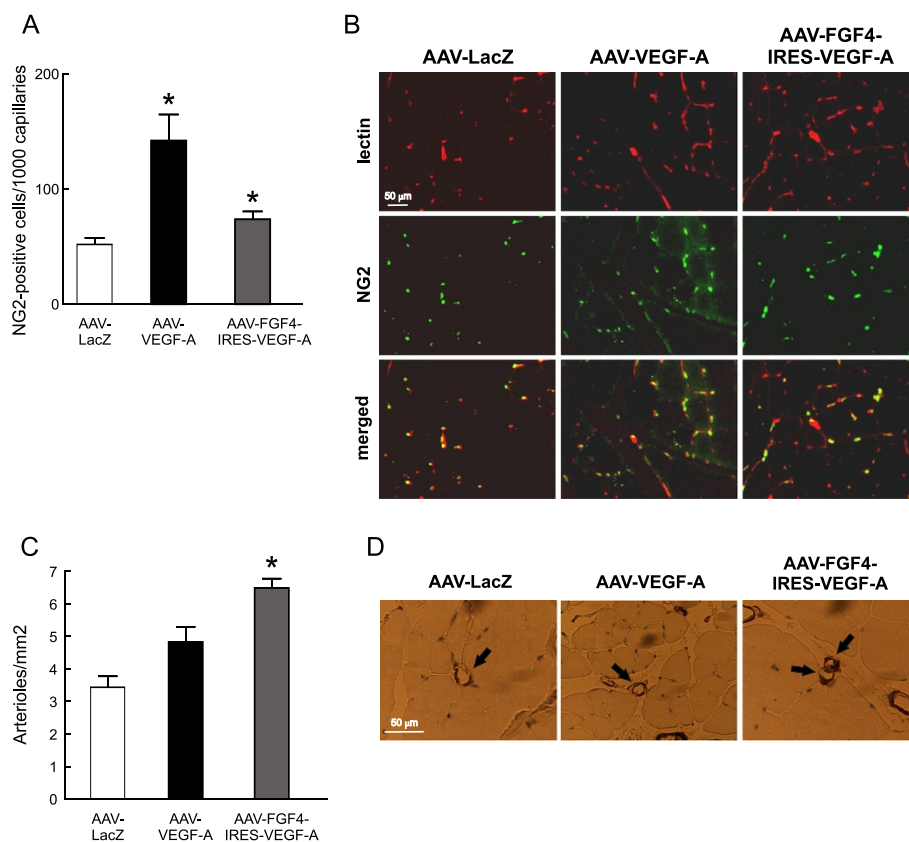 A
NG2-positive cells/1000 capillaries
200
100
0
*
*
AAV-
LacZ
AAV-
VEGF-A
AAV-FGF4-
IRES-VEGF-A
B
AAV-LacZ
AAV-VEGF-A
AAV-FGF4-
IRES-VEGF-A
lectin
50 µm
NG2
merged
C
Arterioles/mm2
7
6
5
4
3
2
1
0
*
AAV-
LacZ
AAV-
VEGF-A
AAV-FGF4-
IRES-VEGF-A
D
AAV-LacZ
AAV-VEGF-A
AAV-FGF4-
IRES-VEGF-A
50 µm